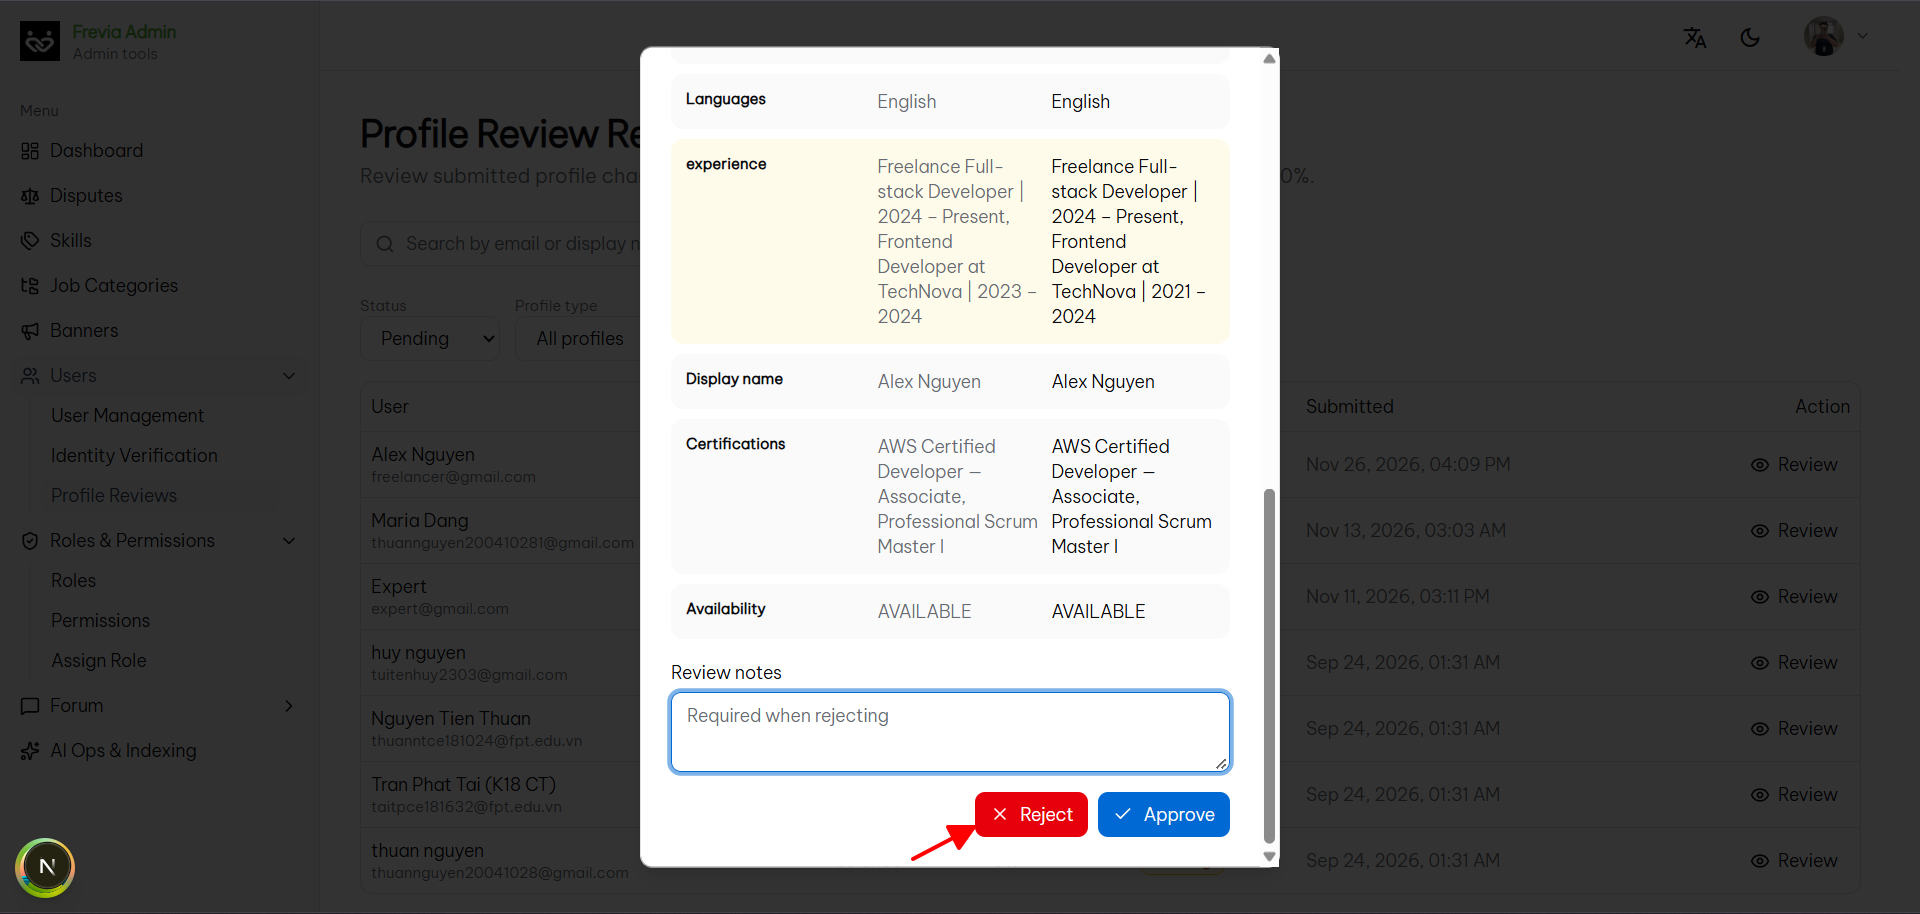 Frevia Admin
Admin tools
Menu
Dashboard
Disputes
Skills
Job Categories
Banners
Users
User Management
Identity Verification
Profile Reviews
Roles & Permissions
Roles
Permissions
Assign Role
Forum
AI Ops & Indexing
N
Profile Review Re
Review submitted profile cha
0%.
Search by email or display n
Status
Profile type
Pending
All profiles
User
Submitted
Action
Alex Nguyen
freelancer@gmail.com
Nov 26, 2026, 04:09 PM
Review
Maria Dang
thuannguyen200410281@gmail.com
Nov 13, 2026, 03:03 AM
Review
Expert
expert@gmail.com
Nov 11, 2026, 03:11 PM
Review
huy nguyen
tuitenhuy2303@gmail.com
Sep 24, 2026, 01:31 AM
Review
Nguyen Tien Thuan
thuanntce181024@fpt.edu.vn
Sep 24, 2026, 01:31 AM
Review
Tran Phat Tai (K18 CT)
taitpce181632@fpt.edu.vn
Sep 24, 2026, 01:31 AM
Review
thuan nguyen
thuannguyen20041028@gmail.com
Sep 24, 2026, 01:31 AM
Review
Languages
English
English
experience
Freelance Full-
stack Developer |
2024 – Present,
Frontend
Developer at
TechNova | 2023 –
2024
Freelance Full-
stack Developer |
2024 – Present,
Frontend
Developer at
TechNova | 2021 –
2024
Display name
Alex Nguyen
Alex Nguyen
Certifications
AWS Certified
Developer —
Associate,
Professional Scrum
Master I
AWS Certified
Developer —
Associate,
Professional Scrum
Master I
Availability
AVAILABLE
AVAILABLE
Review notes
Required when rejecting
Reject
Approve